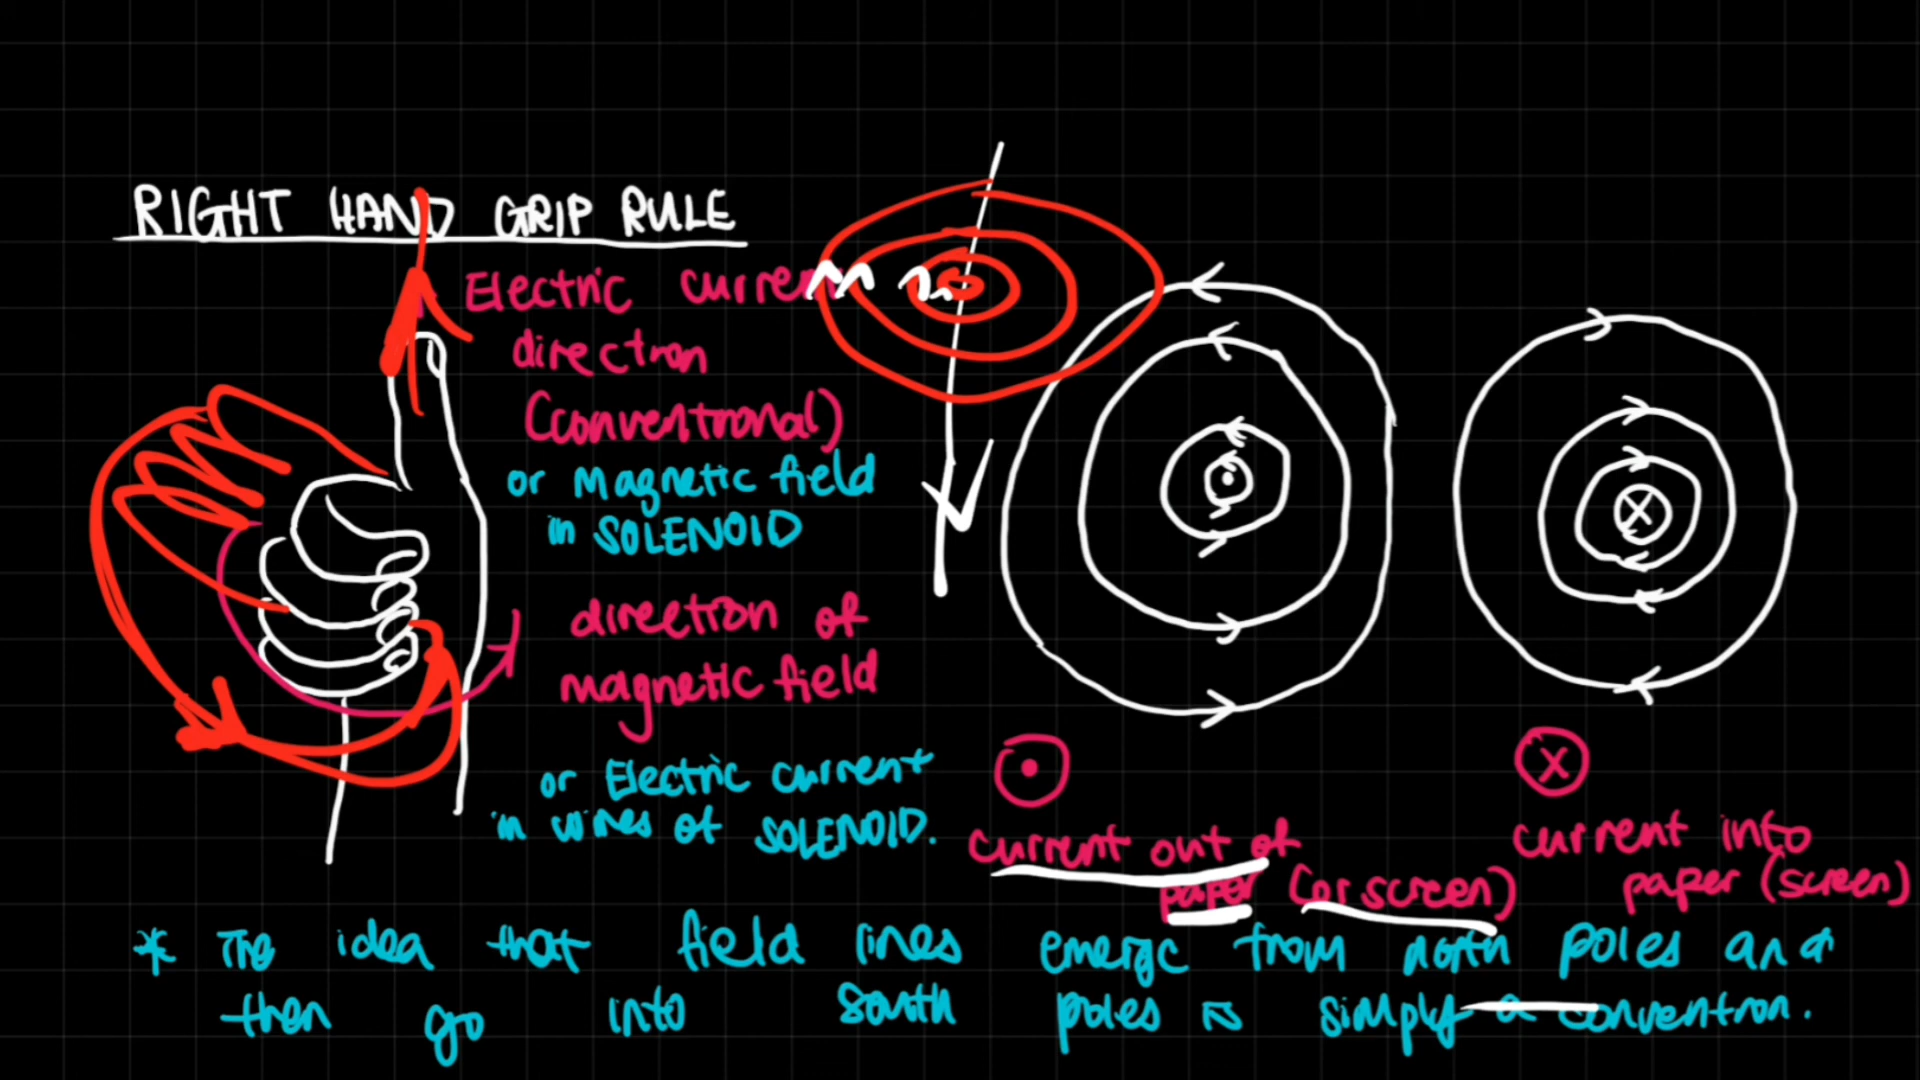 RIGHT HAND GRIP RULE
Electric current
direction
(conventional)
or magnetic field
in SOLENOID
direction of
magnetic field
or Electric current
in wires of SOLENOID.
current out of
paper (or screen)
current into
paper (screen)
* The idea that field lines emerge from north poles and
then go into south poles is simply a convention.